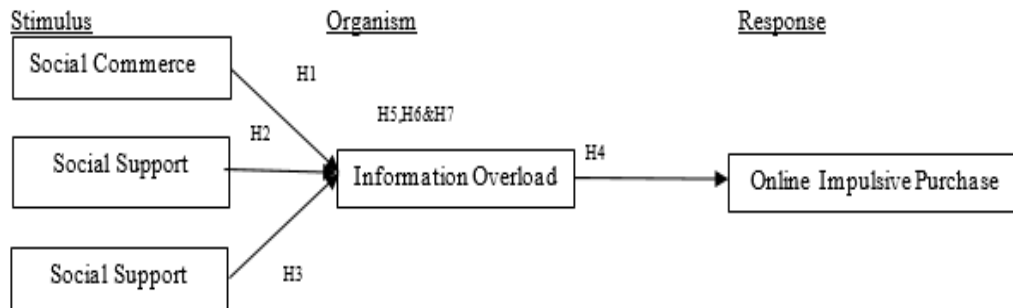 Stimulus
Organism
Response
Social Commerce
H1
H5,H6&H7
H2
Social Support
Information Overload
H4
Online Impulsive Purchase
Social Support
H3